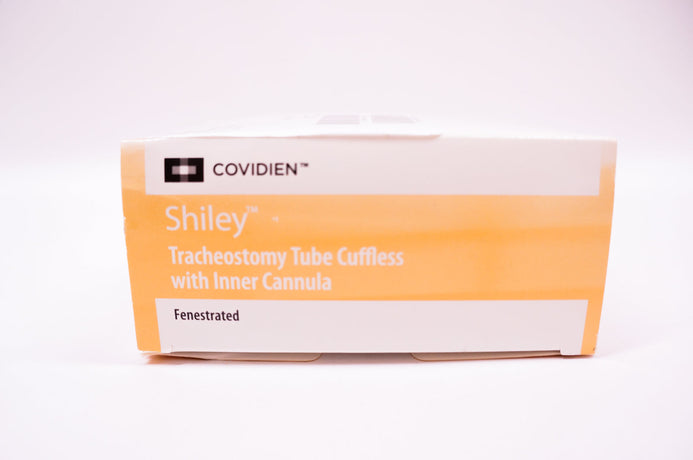 COVIDIEN™
Shiley™
Tracheostomy Tube Cuffless
with Inner Cannula
Fenestrated